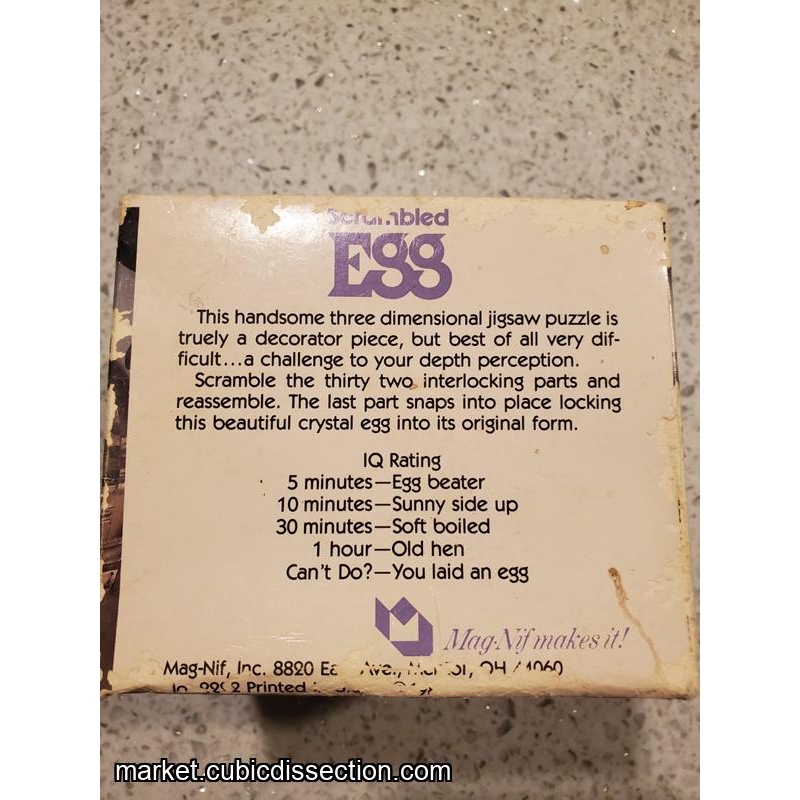 Scrambled
Egg
This handsome three dimensional jigsaw puzzle is
truely a decorator piece, but best of all very dif-
ficult...a challenge to your depth perception.
Scramble the thirty two interlocking parts and
reassemble. The last part snaps into place locking
this beautiful crystal egg into its original form.
IQ Rating
5 minutes—Egg beater
10 minutes—Sunny side up
30 minutes—Soft boiled
1 hour—Old hen
Can't Do?—You laid an egg
Mag-Nif makes it!
Mag-Nif, Inc. 8820 Ave., Mentor, OH 44060
Printed
market.cubicdissection.com